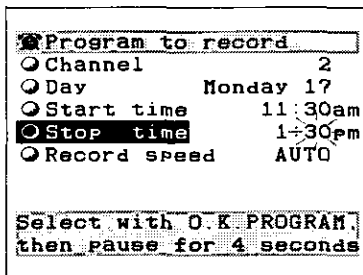 Program to record
Channel 2
Day Monday 17
Start time 11:30am
Stop time 1:30pm
Record speed AUTO
Select with O.K.PROGRAM,
then pause for 4 seconds